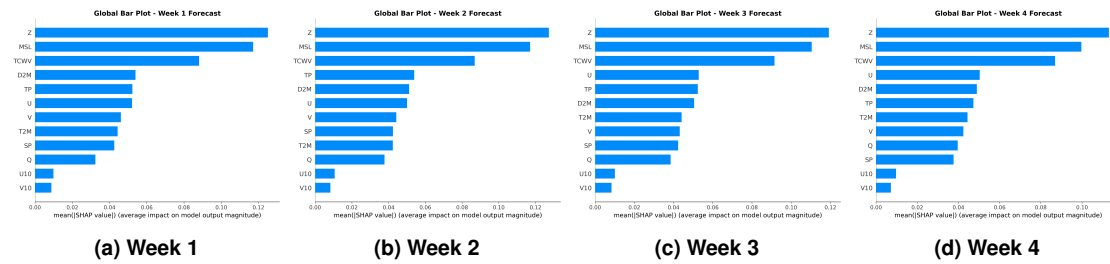 Global Bar Plot - Week 1 Forecast
Z
MSL
TCWV
D2M
TP
U
V
T2M
SP
Q
U10
V10
0.00 0.02 0.04 0.06 0.08 0.10 0.12
mean(|SHAP value|) (average impact on model output magnitude)
(a) Week 1
Global Bar Plot - Week 2 Forecast
Z
MSL
TCWV
TP
D2M
U
V
SP
T2M
Q
U10
V10
0.00 0.02 0.04 0.06 0.08 0.10 0.12
mean(|SHAP value|) (average impact on model output magnitude)
(b) Week 2
Global Bar Plot - Week 3 Forecast
Z
MSL
TCWV
U
TP
D2M
T2M
V
SP
Q
U10
V10
0.00 0.02 0.04 0.06 0.08 0.10 0.12
mean(|SHAP value|) (average impact on model output magnitude)
(c) Week 3
Global Bar Plot - Week 4 Forecast
Z
MSL
TCWV
U
D2M
TP
T2M
V
Q
SP
U10
V10
0.00 0.02 0.04 0.06 0.08 0.10
mean(|SHAP value|) (average impact on model output magnitude)
(d) Week 4